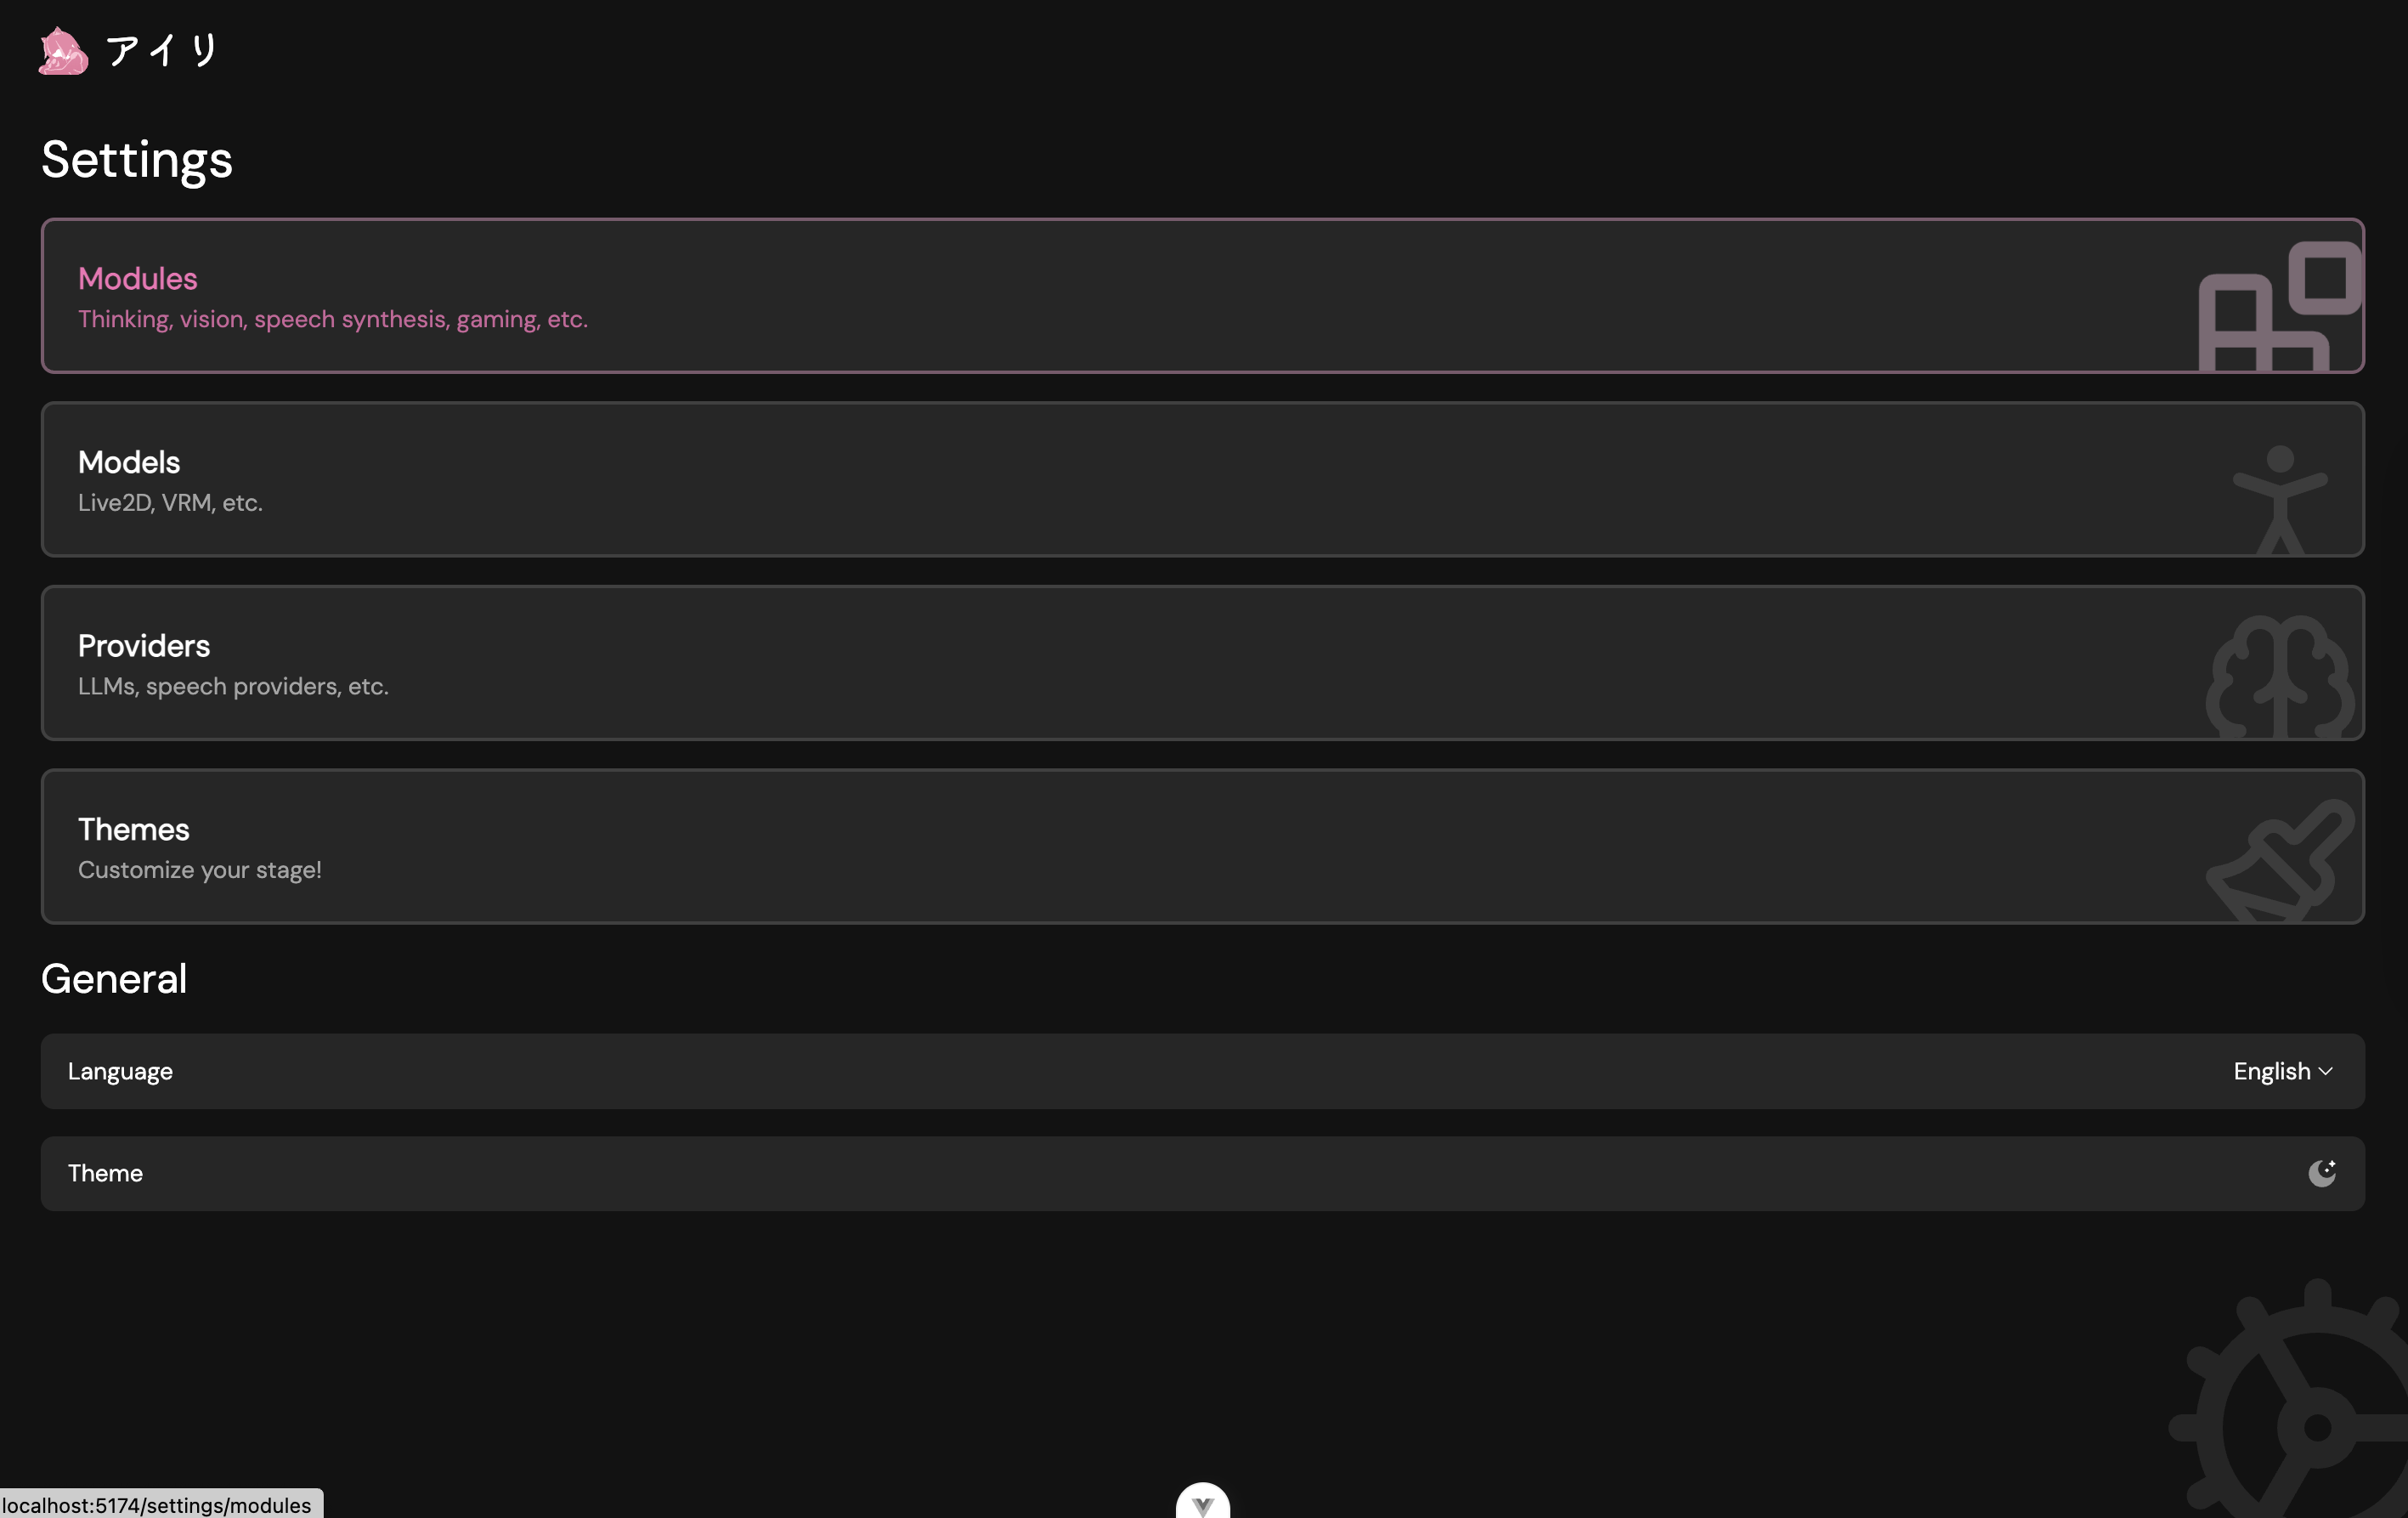 アイリ
Settings
Modules
Thinking, vision, speech synthesis, gaming, etc.
Models
Live2D, VRM, etc.
Providers
LLMs, speech providers, etc.
Themes
Customize your stage!
General
Language
English
Theme
localhost:5174/settings/modules